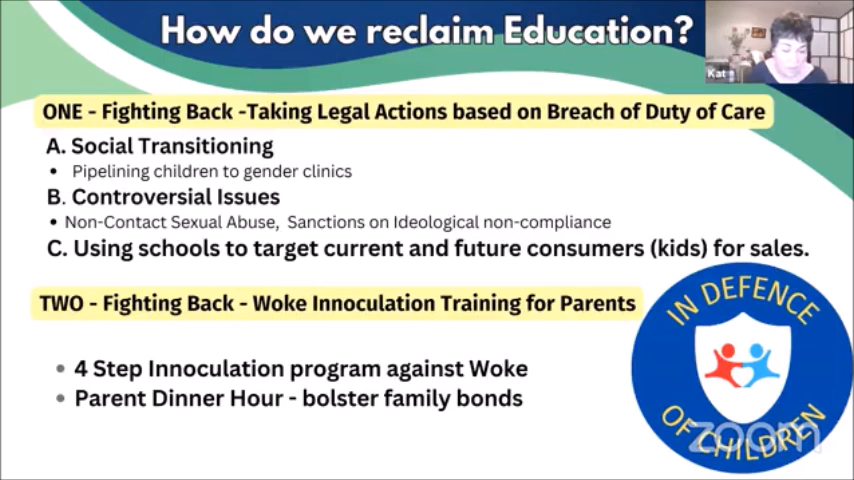 How do we reclaim Education?
Kat
ONE - Fighting Back -Taking Legal Actions based on Breach of Duty of Care
A. Social Transitioning
• Pipelining children to gender clinics
B. Controversial Issues
• Non-Contact Sexual Abuse, Sanctions on Ideological non-compliance
C. Using schools to target current and future consumers (kids) for sales.
TWO - Fighting Back - Woke Innoculation Training for Parents
• 4 Step Innoculation program against Woke
• Parent Dinner Hour - bolster family bonds
IN DEFENCE
OF CHILDREN
zoom